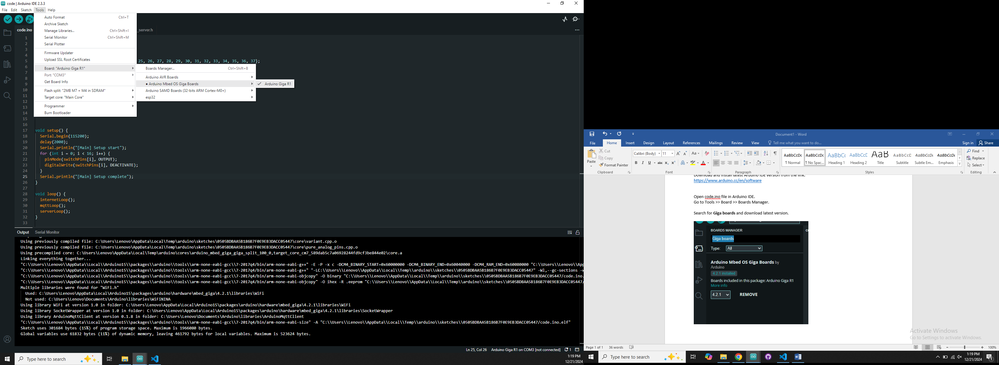 code | Arduino IDE 2.3.3
File Edit Sketch Tools Help
Auto Format Ctrl+T
Archive Sketch
Manage Libraries... Ctrl+Shift+I
Serial Monitor Ctrl+Shift+M
Serial Plotter
Firmware Updater
Upload SSL Root Certificates
Board: "Arduino Giga R1"
Port: "COM3"
Get Board Info
Flash split: "2MB M7 + M4 in SDRAM"
Target core: "Main Core"
Programmer
Burn Bootloader
Boards Manager... Ctrl+Shift+B
Arduino AVR Boards
● Arduino Mbed OS Giga Boards
Arduino SAMD Boards (32-bits ARM Cortex-M0+)
esp32
✓ Arduino Giga R1
code.ino
_server.h
1
2
3
4
5 25, 26, 27, 28, 29, 30, 31, 32, 33, 34, 35, 36, 37};
6
7
8
9
10
11
12
13
14
15
16
17 void setup() {
18 Serial.begin(115200);
19 delay(2000);
20 Serial.println("[Main] Setup start");
21 for (int i = 0; i < 16; i++) {
22 pinMode(switchPins[i], OUTPUT);
23 digitalWrite(switchPins[i], DEACTIVATE);
24 }
25 Serial.println("[Main] Setup complete");
26 }
27
28 void loop() {
29 internetLoop();
30 mqttLoop();
31 serverLoop();
32 }
33
Output Serial Monitor
Using previously compiled file: C:\Users\Lenovo\AppData\Local\Temp\arduino\sketches\0505BDBAA5B186B7F0E9EB3DACC05447\core\variant.cpp.o
Using previously compiled file: C:\Users\Lenovo\AppData\Local\Temp\arduino\sketches\0505BDBAA5B186B7F0E9EB3DACC05447\core\pure_analog_pins.cpp.o
Using precompiled core: C:\Users\Lenovo\AppData\Local\Temp\arduino\cores\arduino_mbed_giga_giga_split_100_0,target_core_cm7_589dab5c7a06928244fd9cf3be844e02\core.a
Linking everything together...
"C:\\Users\\Lenovo\\AppData\\Local\\Arduino15\\packages\\arduino\\tools\\arm-none-eabi-gcc\\7-2017q4/bin/arm-none-eabi-g++" -E -P -x c -DCM4_BINARY_START=0x60000000 -DCM4_BINARY_END=0x60040000 -DCM4_RAM_END=0x60080000 "C:\\Users\\Lenovo\\App
"C:\\Users\\Lenovo\\AppData\\Local\\Arduino15\\packages\\arduino\\tools\\arm-none-eabi-gcc\\7-2017q4/bin/arm-none-eabi-g++" "-LC:\\Users\\Lenovo\\AppData\\Local\\Temp\\arduino\\sketches\\0505BDBAA5B186B7F0E9EB3DACC05447" -Wl,--gc-sections -w
"C:\\Users\\Lenovo\\AppData\\Local\\Arduino15\\packages\\arduino\\tools\\arm-none-eabi-gcc\\7-2017q4/bin/arm-none-eabi-objcopy" -O binary "C:\\Users\\Lenovo\\AppData\\Local\\Temp\\arduino\\sketches\\0505BDBAA5B186B7F0E9EB3DACC05447/code.ino.
"C:\\Users\\Lenovo\\AppData\\Local\\Arduino15\\packages\\arduino\\tools\\arm-none-eabi-gcc\\7-2017q4/bin/arm-none-eabi-objcopy" -O ihex -R .eeprom "C:\\Users\\Lenovo\\AppData\\Local\\Temp\\arduino\\sketches\\0505BDBAA5B186B7F0E9EB3DACC05447/
Multiple libraries were found for "WiFi.h"
Used: C:\Users\Lenovo\AppData\Local\Arduino15\packages\arduino\hardware\mbed_giga\4.2.1\libraries\WiFi
Not used: C:\Users\Lenovo\Documents\Arduino\libraries\WiFiNINA
Using library WiFi at version 1.0 in folder: C:\Users\Lenovo\AppData\Local\Arduino15\packages\arduino\hardware\mbed_giga\4.2.1\libraries\WiFi
Using library SocketWrapper at version 1.0 in folder: C:\Users\Lenovo\AppData\Local\Arduino15\packages\arduino\hardware\mbed_giga\4.2.1\libraries\SocketWrapper
Using library ArduinoMqttClient at version 0.1.8 in folder: C:\Users\Lenovo\Documents\Arduino\libraries\ArduinoMqttClient
"C:\\Users\\Lenovo\\AppData\\Local\\Arduino15\\packages\\arduino\\tools\\arm-none-eabi-gcc\\7-2017q4/bin/arm-none-eabi-size" -A "C:\\Users\\Lenovo\\AppData\\Local\\Temp\\arduino\\sketches\\0505BDBAA5B186B7F0E9EB3DACC05447/code.ino.elf"
Sketch uses 301684 bytes (15%) of program storage space. Maximum is 1966080 bytes.
Global variables use 61832 bytes (11%) of dynamic memory, leaving 461792 bytes for local variables. Maximum is 523624 bytes.
Ln 25, Col 26 Arduino Giga R1 on COM3 [not connected] 1
Type here to search
1:19 PM
12/21/2024
Document1 - Word
File Home Insert Design Layout References Mailings Review View Tell me what you want to do... Sign in Share
Paste
Cut
Copy
Format Painter
Clipboard
Calibri (Body) 11
Font
Paragraph
AaBbCcDc AaBbCcDc AaBbCc AaBbCcD AaB AaBbCcD AaBbCcDc AaBbCcDc
¶ Normal ¶ No Spac... Heading 1 Heading 2 Title Subtitle Subtle Em... Emphasis
Styles
Find
Replace
Select
Editing
Download and install latest Arduino IDE version from the link.
https://www.arduino.cc/en/software
Open code.ino file in Arduino IDE.
Go to Tools >> Board >> Boards Manager.
Search for Giga boards and download latest version.
BOARDS MANAGER
Giga boards
Type: All
Arduino Mbed OS Giga Boards by
Arduino
4.2.1 installed
Boards included in this package: Arduino Giga R1
More info
4.2.1 REMOVE
Activate Windows
Go to Settings to activate Windows.
Page 1 of 1 36 words 100%
Type here to search
1:19 PM
12/21/2024